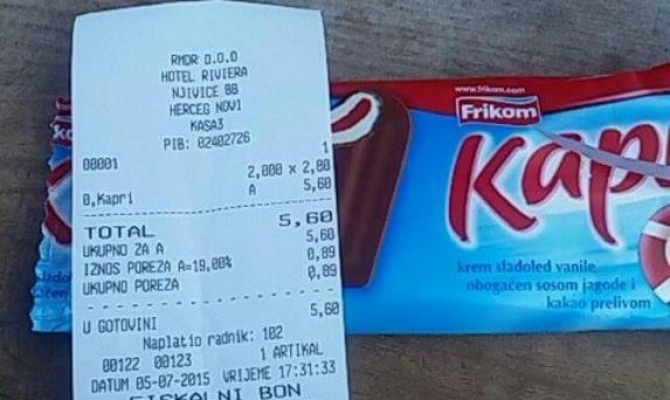 RMDR D.O.O
HOTEL RIVIERA
NJIVICE BB
HERCEG NOVI
KASA3
PIB: 02402726
00001 1
2,000 x 2,80
0,Kapri A 5,60
TOTAL 5,60
UKUPNO ZA A 5,60
IZNOS POREZA A=19,00% 0,89
UKUPNO POREZA 0,89
U GOTOVINI 5,60
Naplatio radnik: 102
00122 00123 1 ARTIKAL
DATUM 05-07-2015 VRIJEME 17:31:33
FISKALNI BON
www.frikom.com
Frikom
krem sladoled vanile
obogaćen sosom jagode i
kakao prelivom